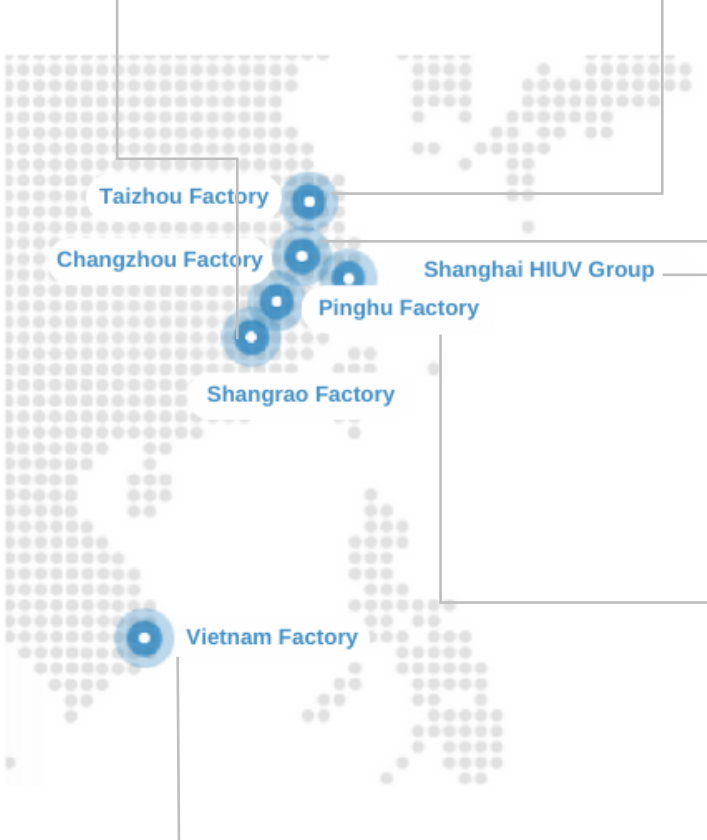 Taizhou Factory
Changzhou Factory
Shanghai HIUV Group
Pinghu Factory
Shangrao Factory
Vietnam Factory